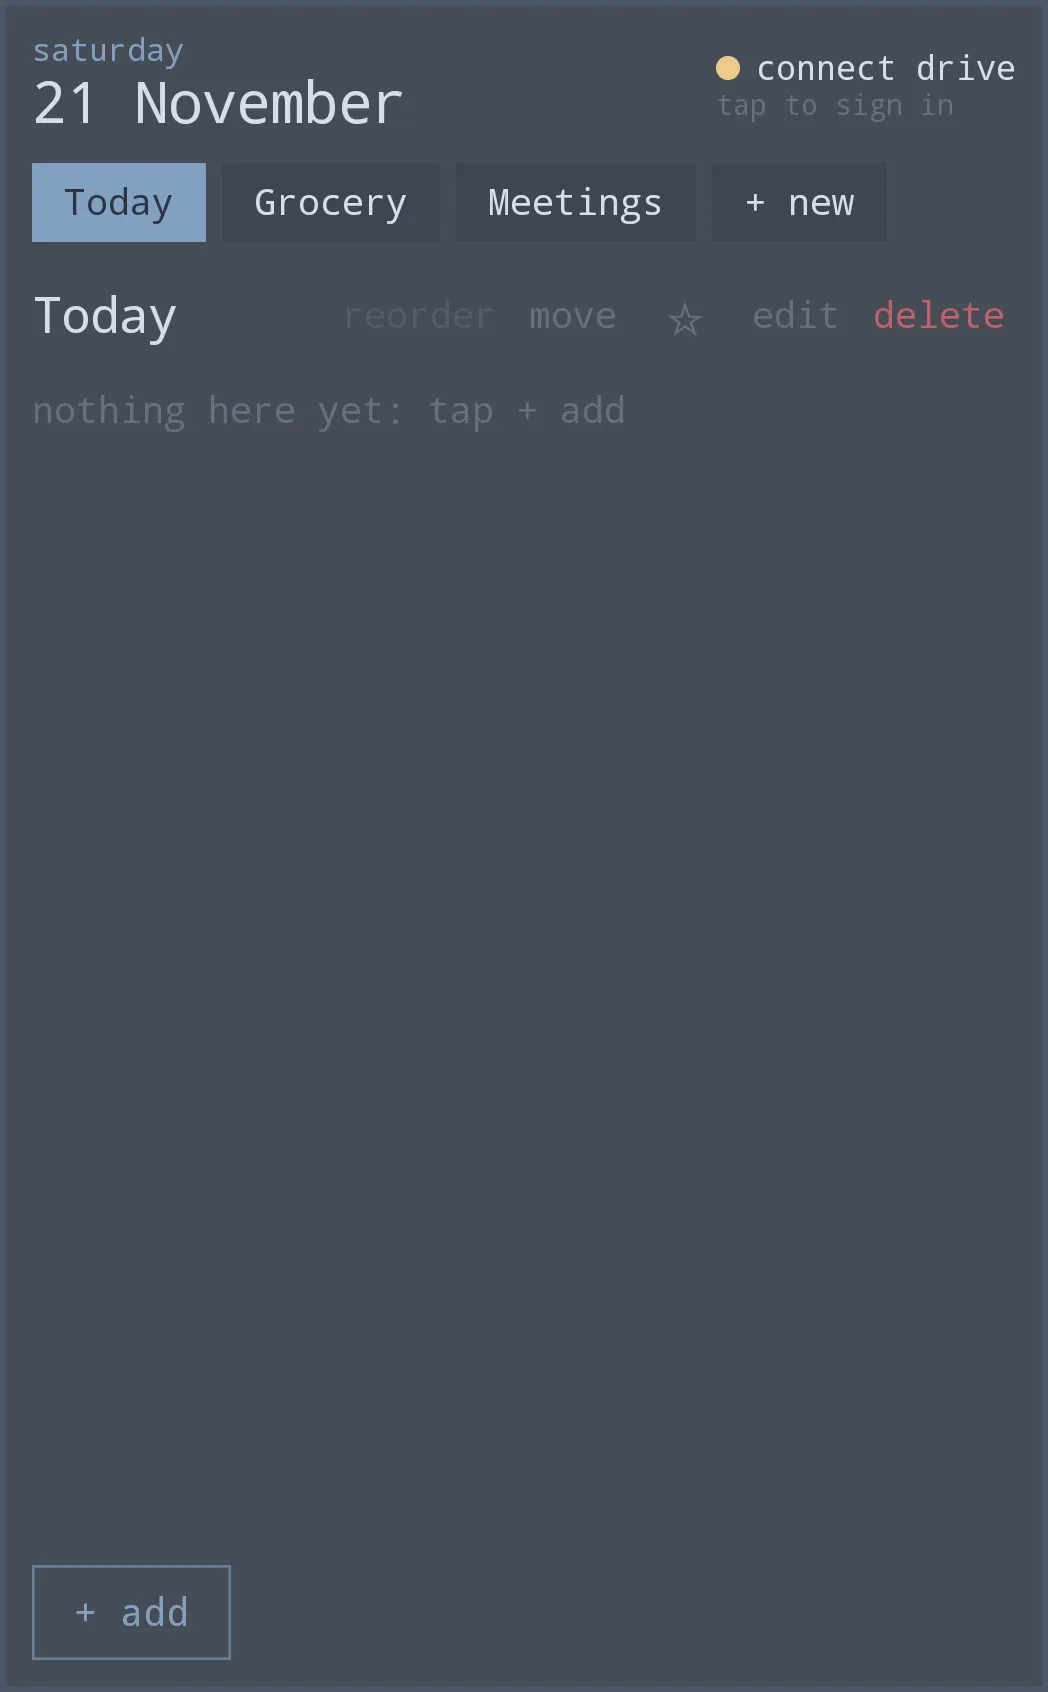 saturday
21 November
connect drive
tap to sign in
Today Grocery Meetings + new
Today reorder move ☆ edit delete
nothing here yet: tap + add
+ add